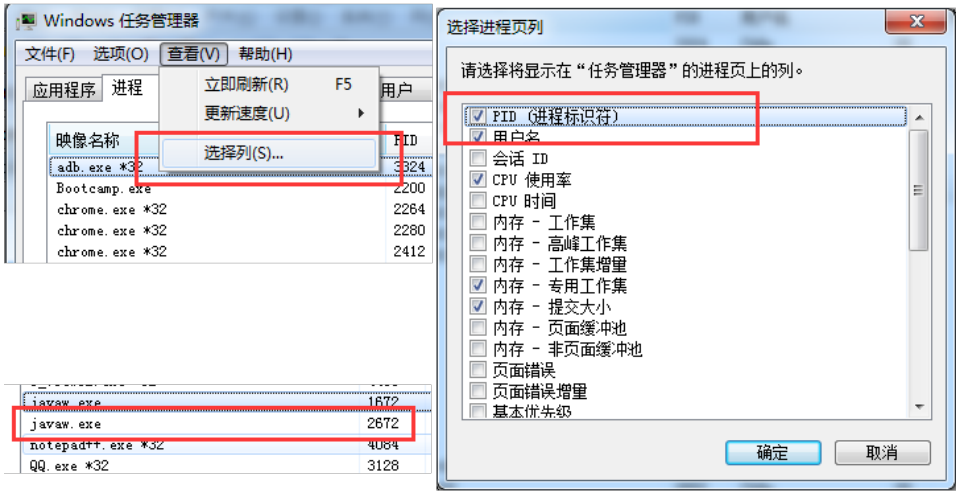 Windows 任务管理器
文件(F) 选项(O) 查看(V) 帮助(H)
应用程序 进程 用户
立即刷新(R) F5
更新速度(U)
选择列(S)...
映像名称 PID
adb.exe *32 3824
Bootcamp.exe 2200
chrome.exe *32 2264
chrome.exe *32 2280
chrome.exe *32 2412
javaw.exe 1672
javaw.exe 2672
notepad++.exe *32 4084
QQ.exe *32 3128
选择进程页列
请选择将显示在“任务管理器”的进程页上的列。
PID (进程标识符)
用户名
会话 ID
CPU 使用率
CPU 时间
内存 - 工作集
内存 - 高峰工作集
内存 - 工作集增量
内存 - 专用工作集
内存 - 提交大小
内存 - 页面缓冲池
内存 - 非页面缓冲池
页面错误
页面错误增量
基本优先级
确定 取消